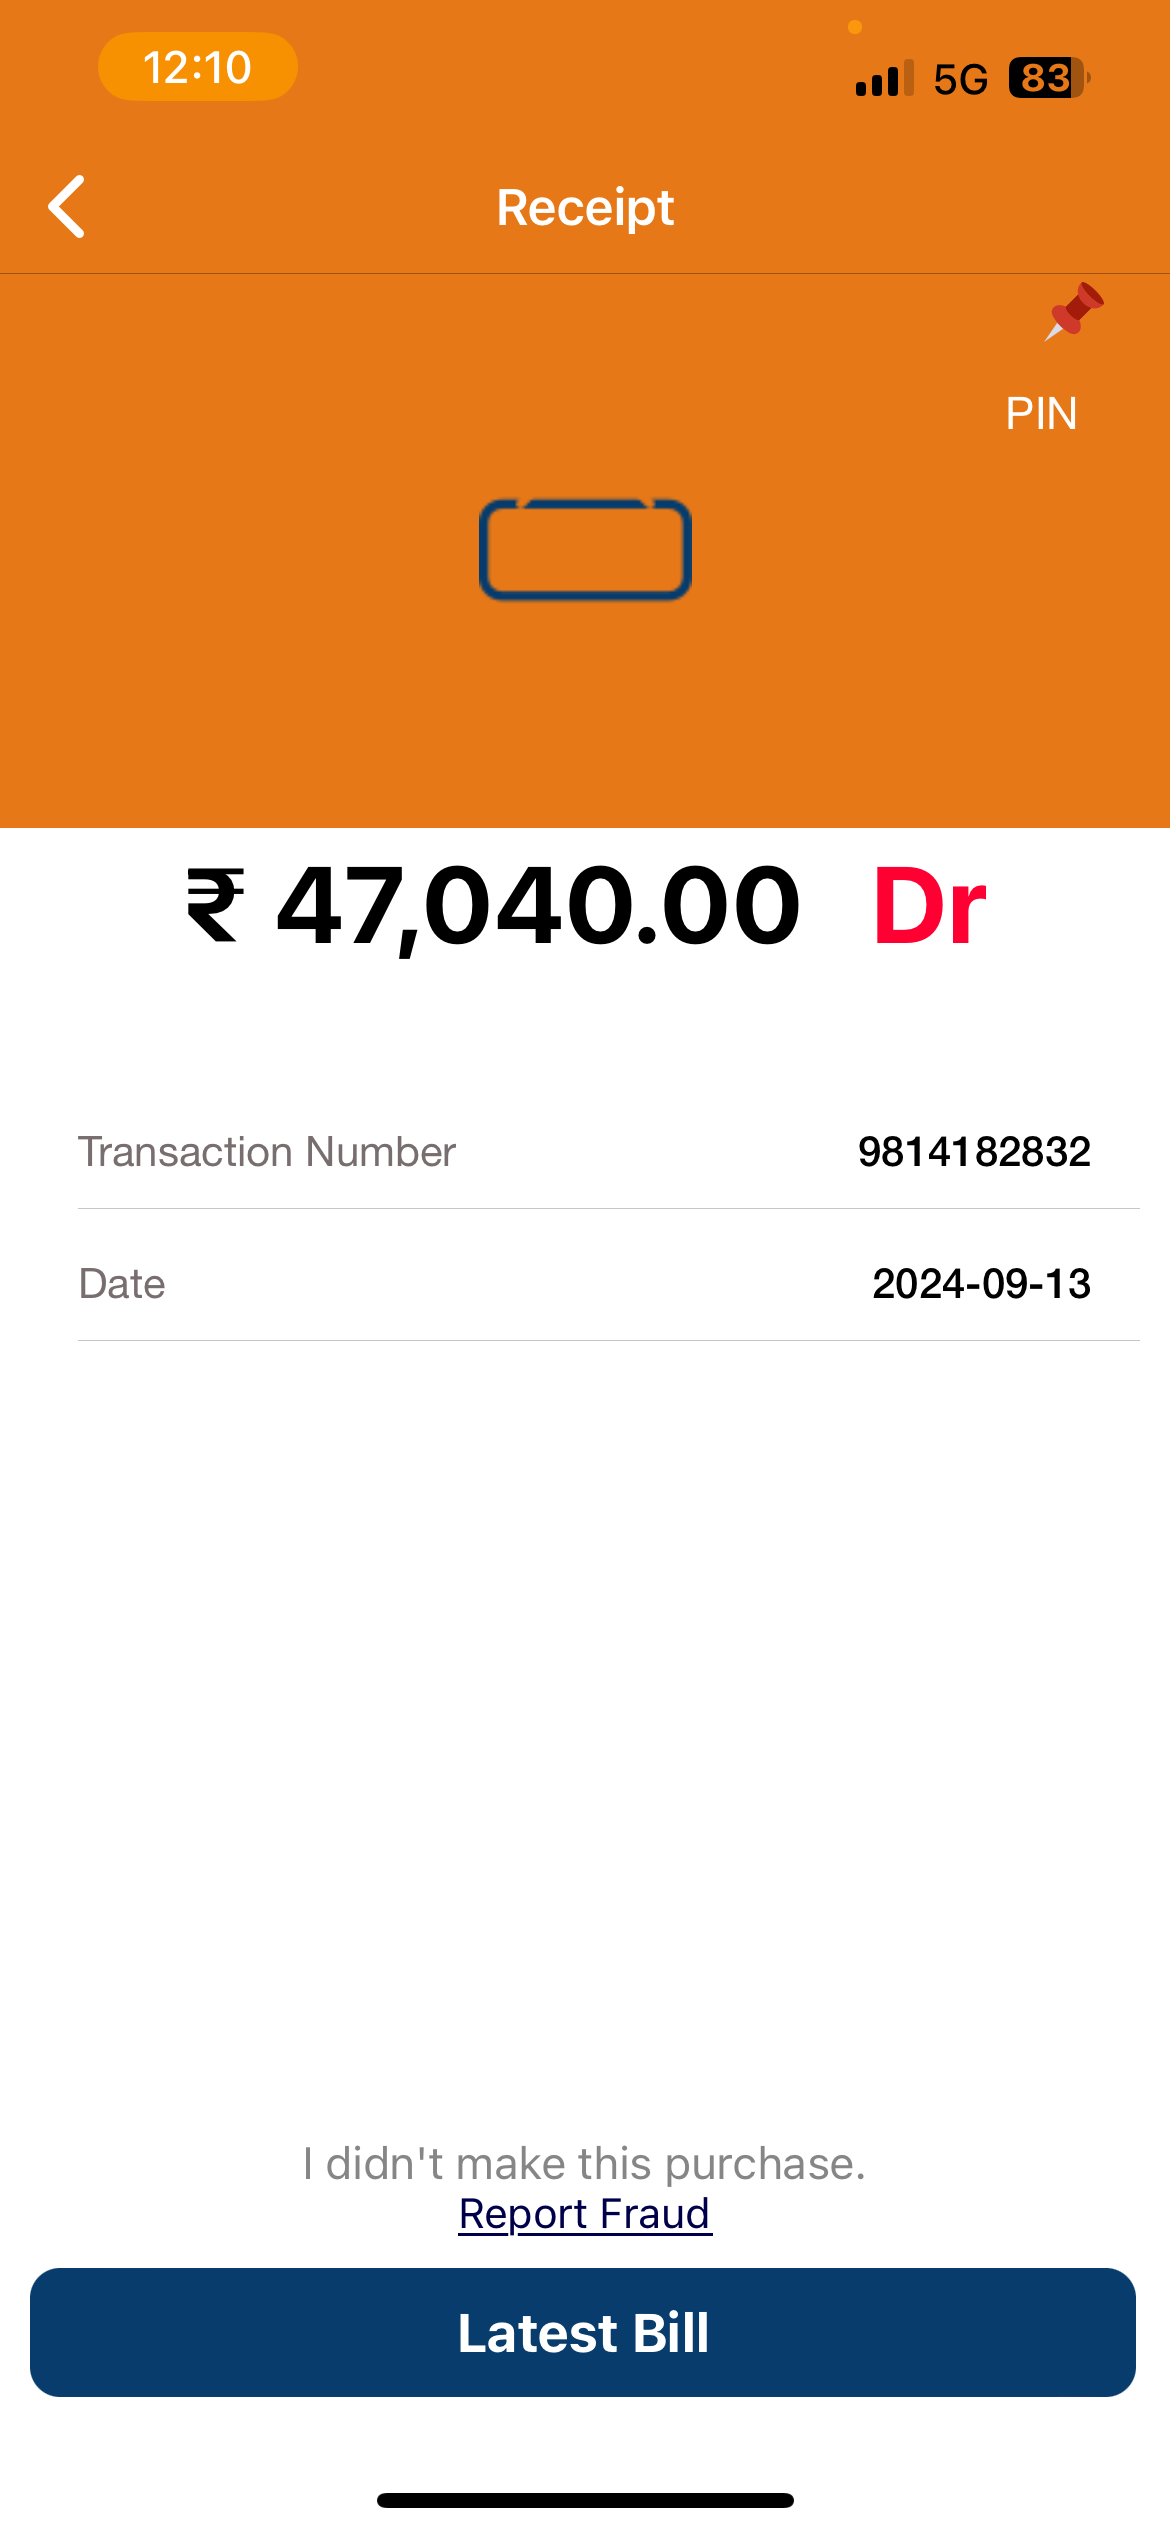 12:10
5G 83
Receipt
PIN
₹ 47,040.00 Dr
Transaction Number 9814182832
Date 2024-09-13
I didn't make this purchase.
Report Fraud
Latest Bill